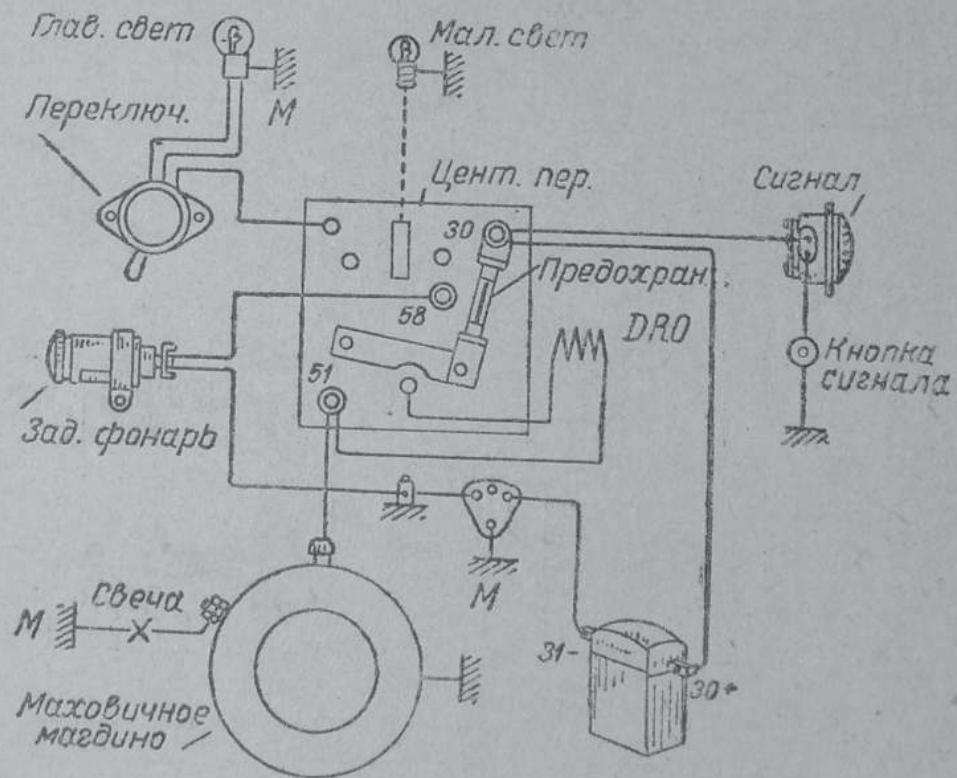 Глав. свет
Мал. свет
М
Переключ.
Цент. пер.
Сигнал
30
Предохран.
58
DRO
Кнопка
сигнала
51
Зад. фонарь
М
Свеча
М
31-
30+
Маховичное
магдино